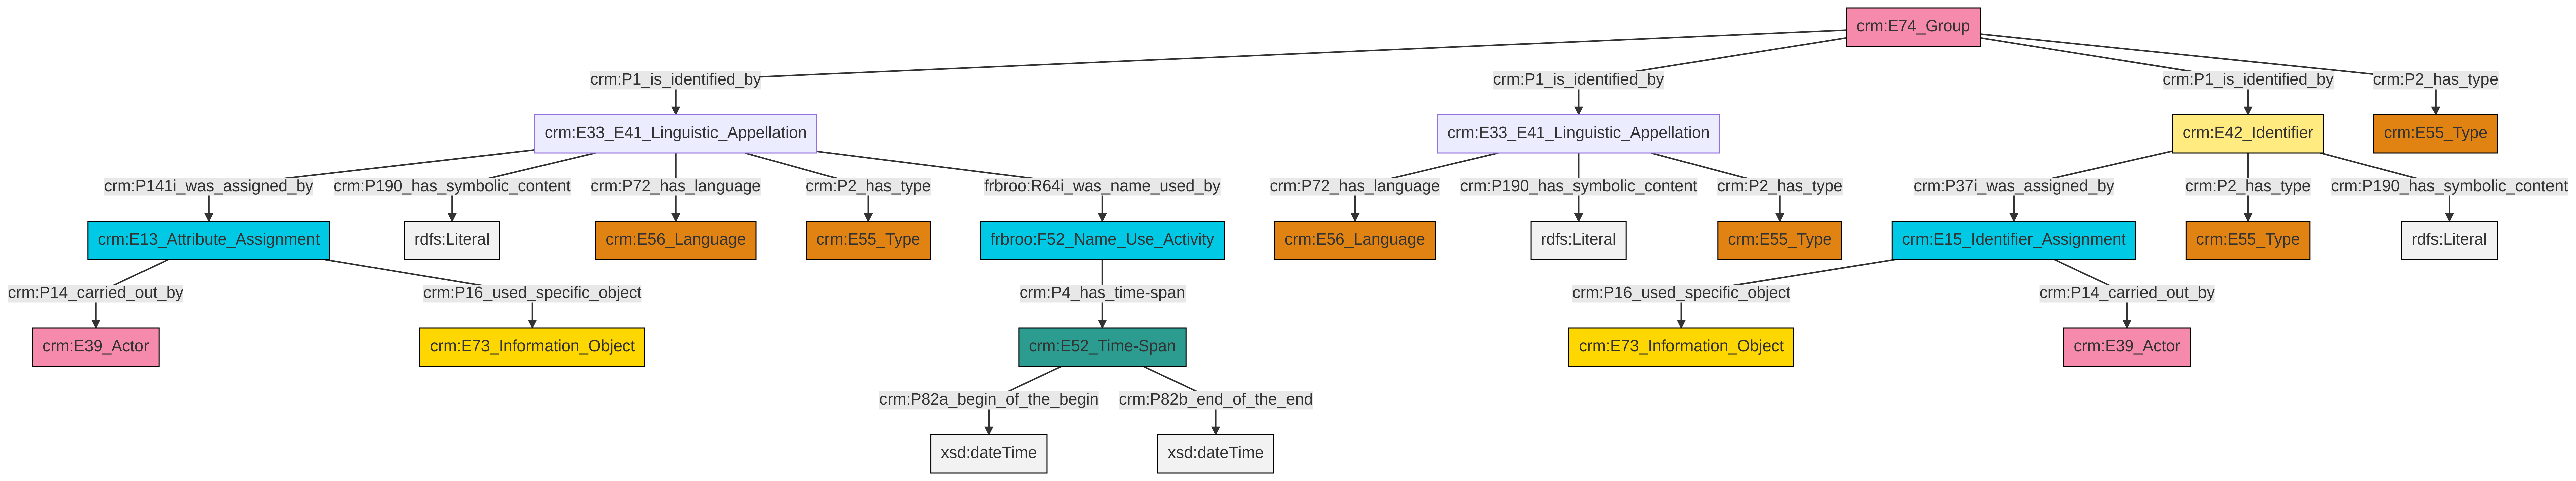 crm:E74_Group
crm:P1_is_identified_by crm:P1_is_identified_by crm:P1_is_identified_by crm:P2_has_type
crm:E33_E41_Linguistic_Appellation crm:E33_E41_Linguistic_Appellation crm:E42_Identifier crm:E55_Type
crm:P141i_was_assigned_by crm:P190_has_symbolic_content crm:P72_has_language crm:P2_has_type frbroo:R64i_was_name_used_by crm:P72_has_language crm:P190_has_symbolic_content crm:P2_has_type crm:P37i_was_assigned_by crm:P2_has_type crm:P190_has_symbolic_content
crm:E13_Attribute_Assignment rdfs:Literal crm:E56_Language crm:E55_Type frbroo:F52_Name_Use_Activity crm:E56_Language rdfs:Literal crm:E55_Type crm:E15_Identifier_Assignment crm:E55_Type rdfs:Literal
crm:P14_carried_out_by crm:P16_used_specific_object crm:P4_has_time-span crm:P16_used_specific_object crm:P14_carried_out_by
crm:E39_Actor crm:E73_Information_Object crm:E52_Time-Span crm:E73_Information_Object crm:E39_Actor
crm:P82a_begin_of_the_begin crm:P82b_end_of_the_end
xsd:dateTime xsd:dateTime